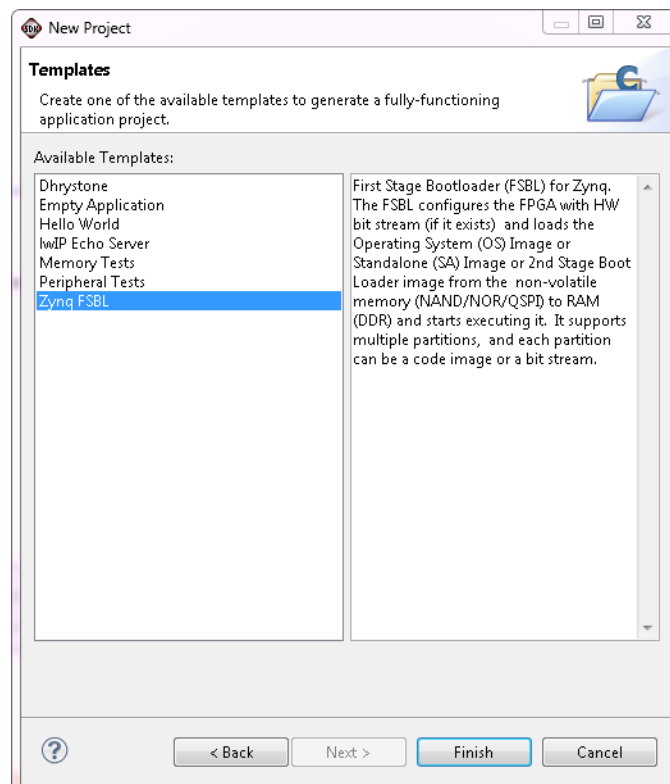 SDK New Project
Templates
Create one of the available templates to generate a fully-functioning
application project.
C
Available Templates:
Dhrystone
Empty Application
Hello World
lwIP Echo Server
Memory Tests
Peripheral Tests
Zynq FSBL
First Stage Bootloader (FSBL) for Zynq.
The FSBL configures the FPGA with HW
bit stream (if it exists)  and loads the
Operating System (OS) Image or
Standalone (SA) Image or 2nd Stage Boot
Loader image from the  non-volatile
memory (NAND/NOR/QSPI) to RAM
(DDR) and starts executing it.  It supports
multiple partitions,  and each partition
can be a code image or a bit stream.
?
< Back
Next >
Finish
Cancel